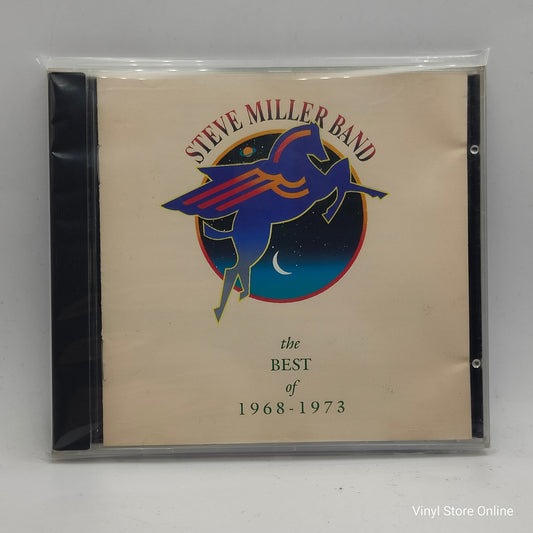 STEVE MILLER BAND
the
BEST
of
1968-1973
Vinyl Store Online